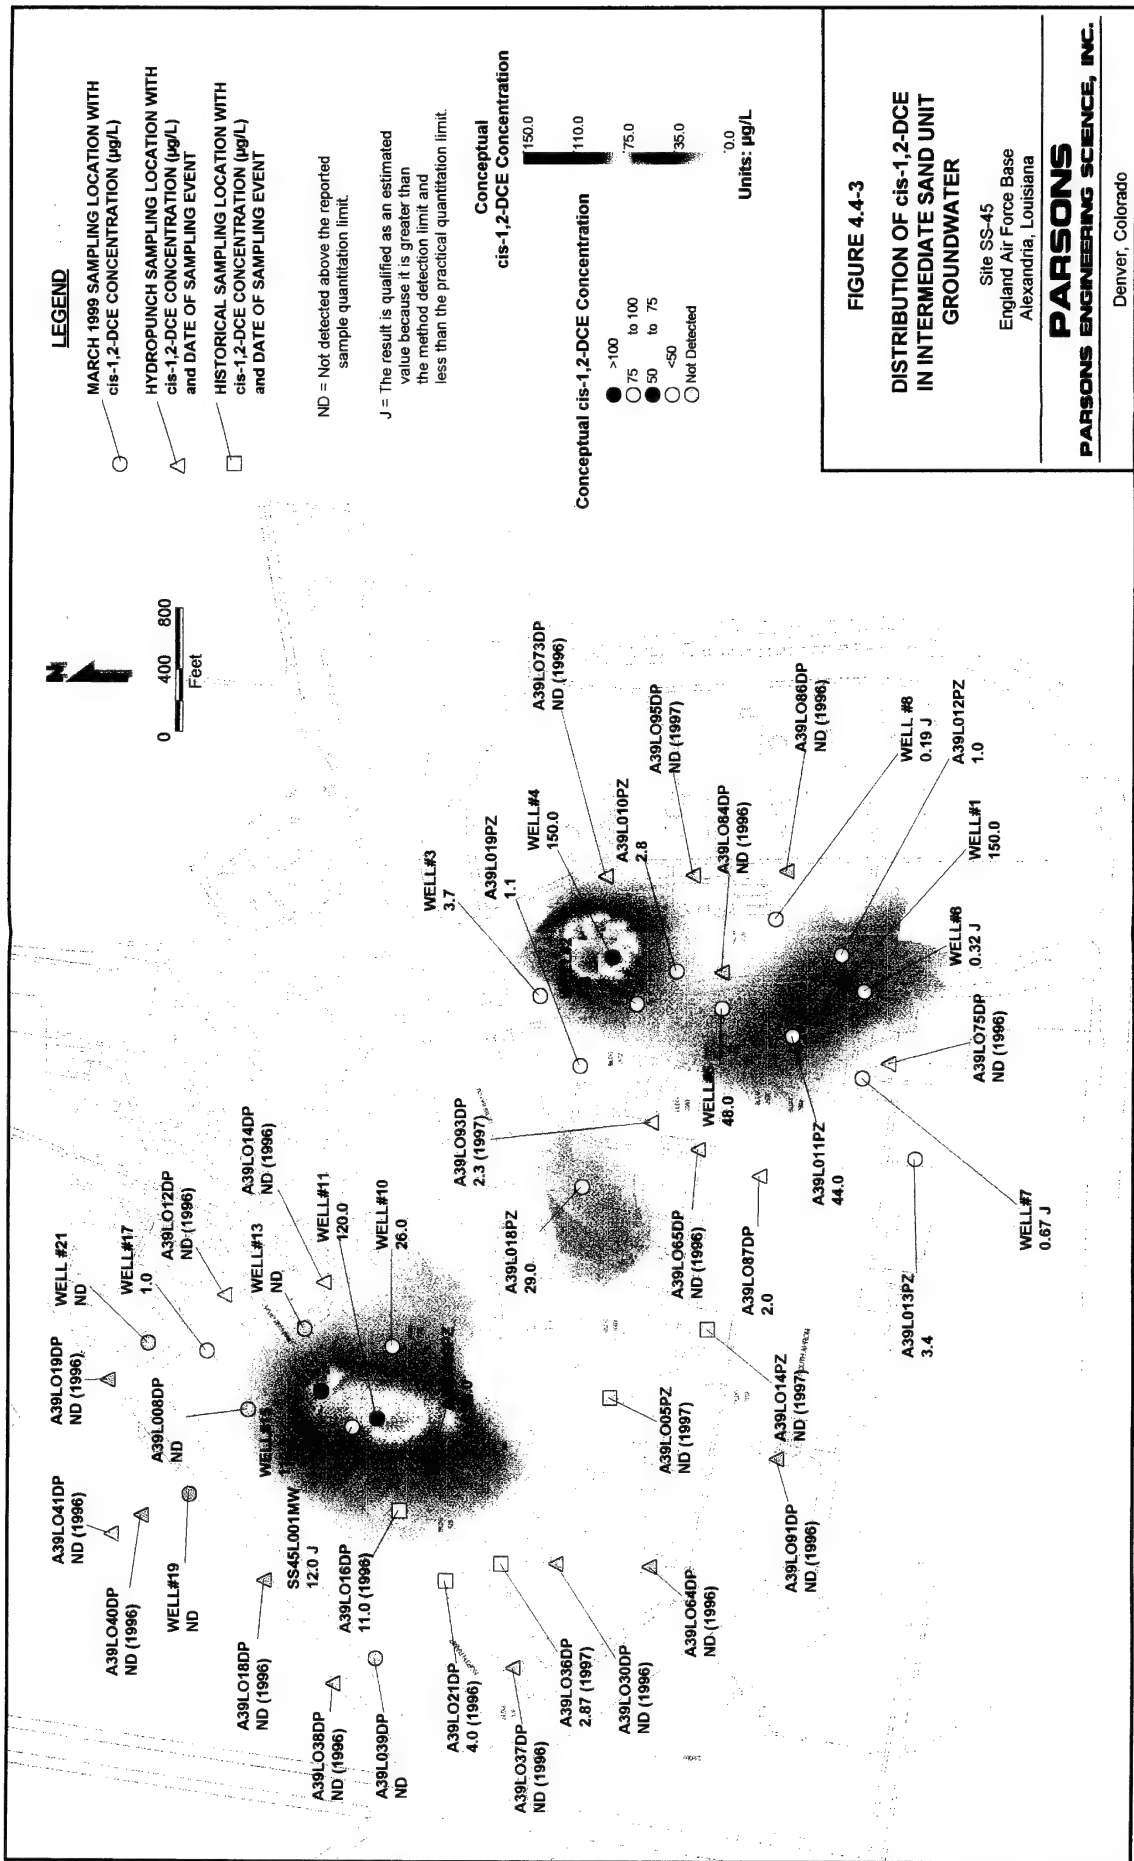 LEGEND
MARCH 1999 SAMPLING LOCATION WITH
cis-1,2-DCE CONCENTRATION (µg/L)
HYDROPUNCH SAMPLING LOCATION WITH
cis-1,2-DCE CONCENTRATION (µg/L)
and DATE OF SAMPLING EVENT
HISTORICAL SAMPLING LOCATION WITH
cis-1,2-DCE CONCENTRATION (µg/L)
and DATE OF SAMPLING EVENT
ND = Not detected above the reported
sample quantitation limit.
J = The result is qualified as an estimated
value because it is greater than
the method detection limit and
less than the practical quantitation limit.
Conceptual
cis-1,2-DCE Concentration
150.0
110.0
75.0
35.0
0.0
Units: µg/L
Conceptual cis-1,2-DCE Concentration
>100
75 to 100
50 to 75
<50
Not Detected
FIGURE 4.4-3
DISTRIBUTION OF cis-1,2-DCE
IN INTERMEDIATE SAND UNIT
GROUNDWATER
Site SS-45
England Air Force Base
Alexandria, Louisiana
PARSONS
PARSONS ENGINEERING SCIENCE, INC.
Denver, Colorado
N
0 400 800
Feet
A39LO41DP
ND (1996)
A39LO40DP
ND (1996)
WELL#19
ND
A39LO18DP
ND (1996)
A39LO38DP
ND (1996)
A39L039DP
ND
A39LO19DP
ND (1996)
WELL #21
ND
WELL#17
1.0
A39LO12DP
ND (1996)
A39L008DP
ND
A39LO14DP
ND (1996)
WELL#13
ND
WELL#11
120.0
WELL#10
26.0
SS45L001MW
12.0 J
A39LO16DP
11.0 (1996)
A39LO21DP
4.0 (1996)
A39LO37DP
ND (1996)
A39LO36DP
2.87 (1997)
A39LO30DP
ND (1996)
A39LO64DP
ND (1996)
A39LO05PZ
ND (1997)
A39LO14PZ
ND (1997)
A39LO91DP
ND (1996)
A39L018PZ
29.0
A39LO93DP
2.3 (1997)
A39LO65DP
ND (1996)
A39LO87DP
2.0
WELL#3
3.7
A39L019PZ
1.1
WELL#4
150.0
A39LO73DP
ND (1996)
A39L010PZ
2.8
A39LO95DP
ND (1997)
A39LO84DP
ND (1996)
A39LO86DP
ND (1996)
WELL #8
0.19 J
A39L012PZ
1.0
WELL#1
150.0
WELL#6
0.32 J
A39LO75DP
ND (1996)
48.0
A39L011PZ
44.0
WELL#7
0.67 J
A39L013PZ
3.4